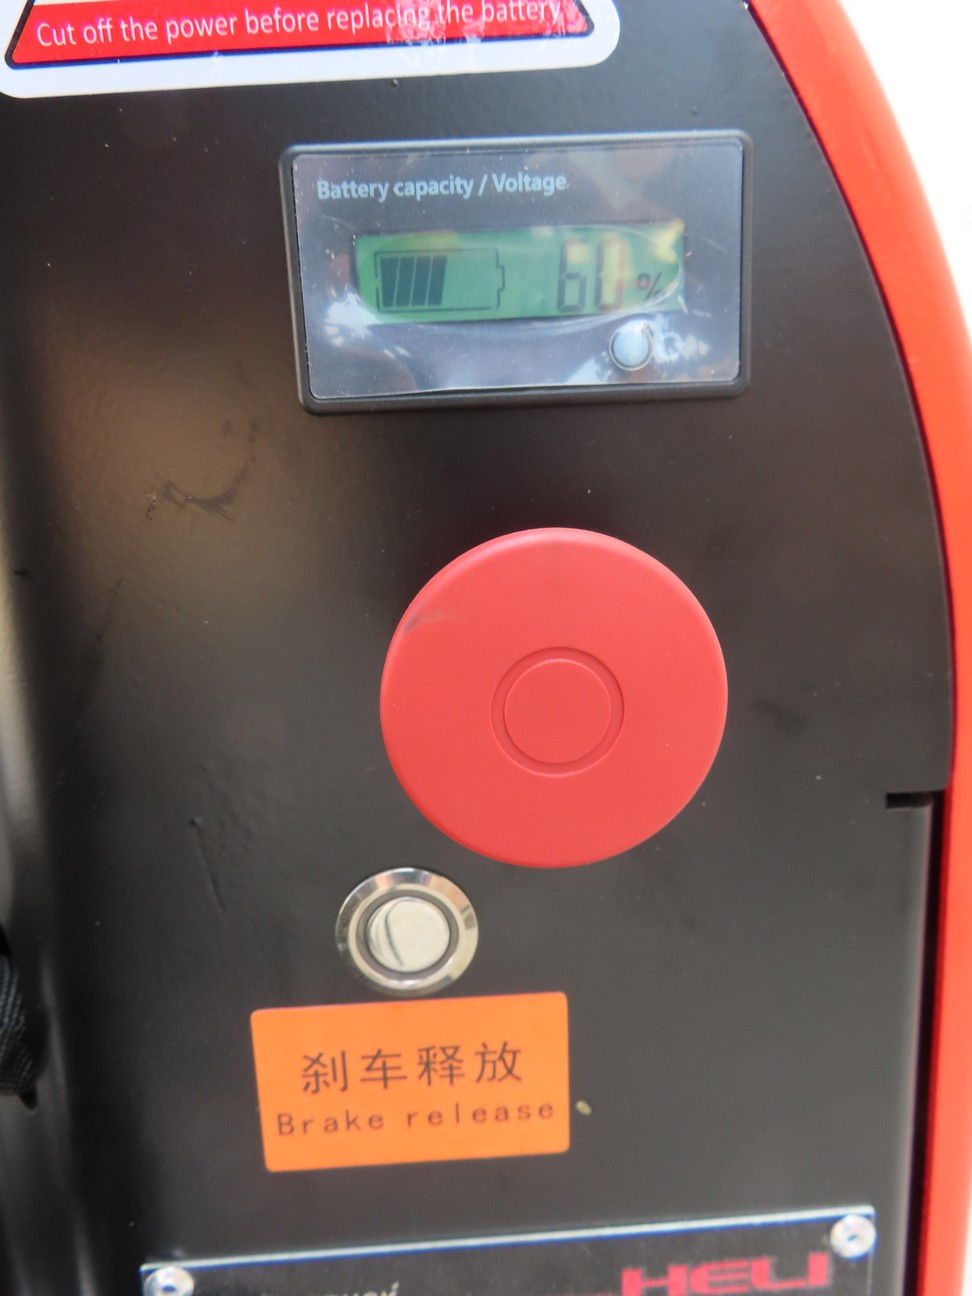 Cut off the power before replacing the battery
Battery capacity / Voltage
60 %
刹车释放
Brake release
HELI